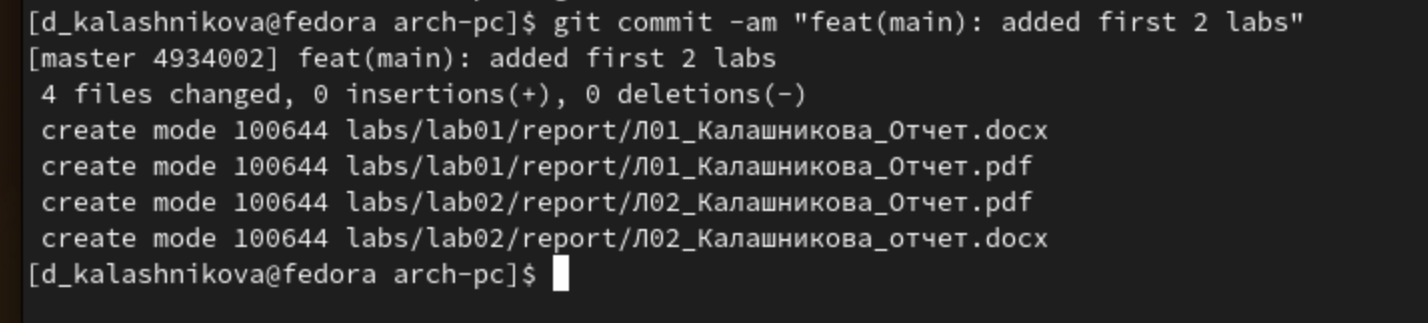 [d_kalashnikova@fedora arch-pc]$ git commit -am "feat(main): added first 2 labs"
[master 4934002] feat(main): added first 2 labs
 4 files changed, 0 insertions(+), 0 deletions(-)
 create mode 100644 labs/lab01/report/Л01_Калашникова_Отчет.docx
 create mode 100644 labs/lab01/report/Л01_Калашникова_Отчет.pdf
 create mode 100644 labs/lab02/report/Л02_Калашникова_Отчет.pdf
 create mode 100644 labs/lab02/report/Л02_Калашникова_отчет.docx
[d_kalashnikova@fedora arch-pc]$